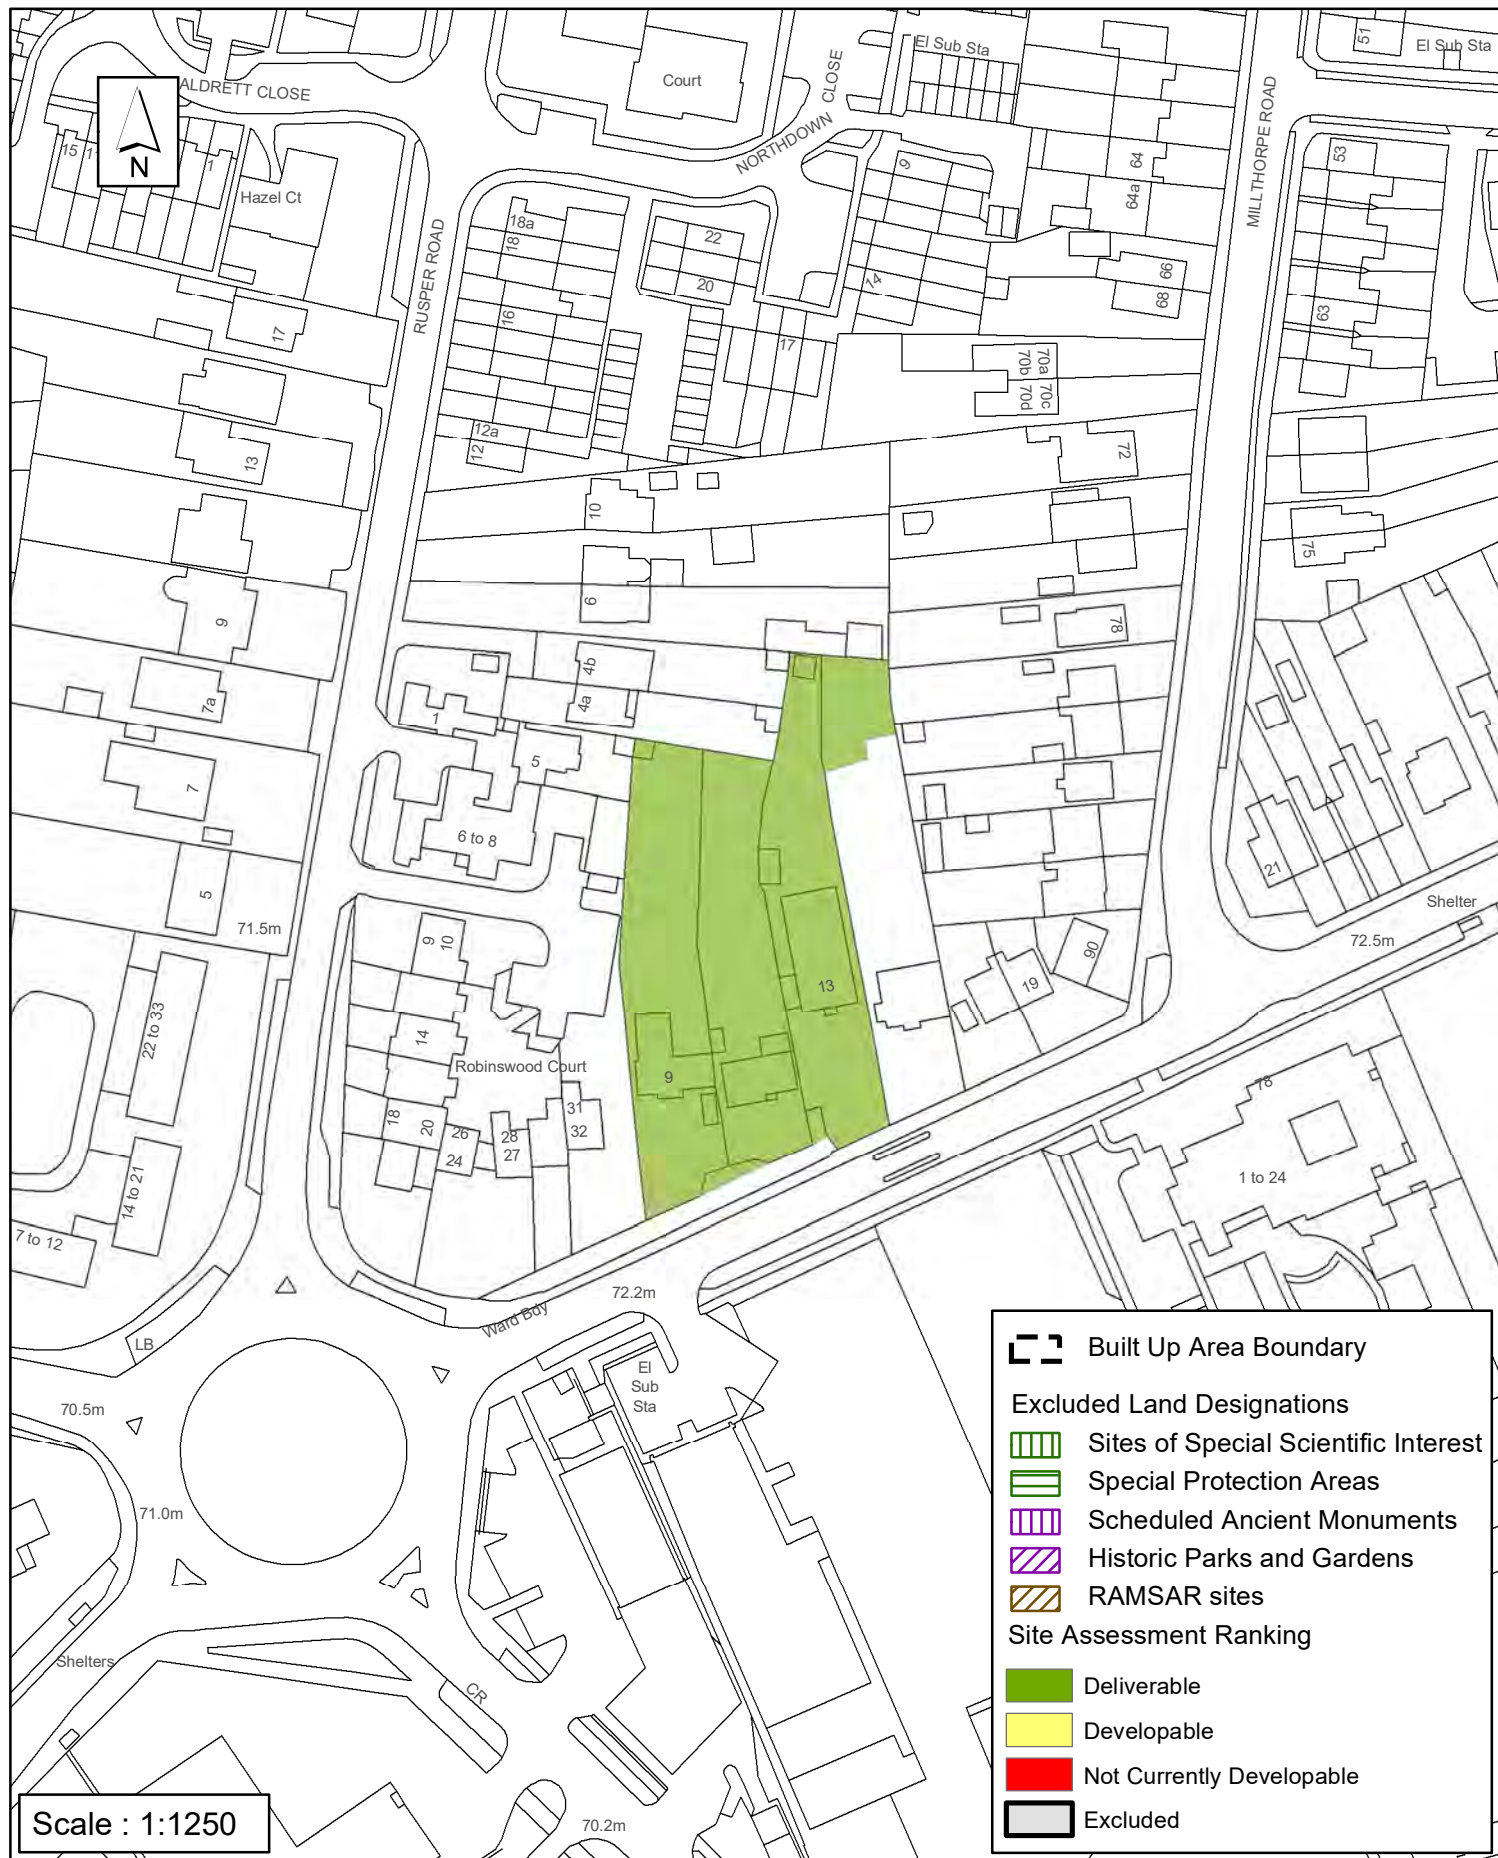 El Sub Sta
51
El Sub Sta
Court
ALDRETT CLOSE
NORTHDOWN CLOSE
MILLTHORPE ROAD
N
15
1
Hazel Ct
9
64
64a
53
RUSPER ROAD
18a
18
22
20
14
66
68
63
16
17
17
70a
70b
70c
70d
12a
12
13
72
10
75
9
6
78
4b
4a
7a
1
5
7
6 to 8
21
5
71.5m
Shelter
72.5m
9
10
90
19
13
22 to 33
14
Robinswood Court
9
78
18
20
26
24
28
27
31
32
1 to 24
14 to 21
7 to 12
72.2m
Ward Bdy
LB
El
Sub
Sta
70.5m
71.0m
Shelters
CR
70.2m
Scale : 1:1250
Built Up Area Boundary
Excluded Land Designations
Sites of Special Scientific Interest
Special Protection Areas
Scheduled Ancient Monuments
Historic Parks and Gardens
RAMSAR sites
Site Assessment Ranking
Deliverable
Developable
Not Currently Developable
Excluded